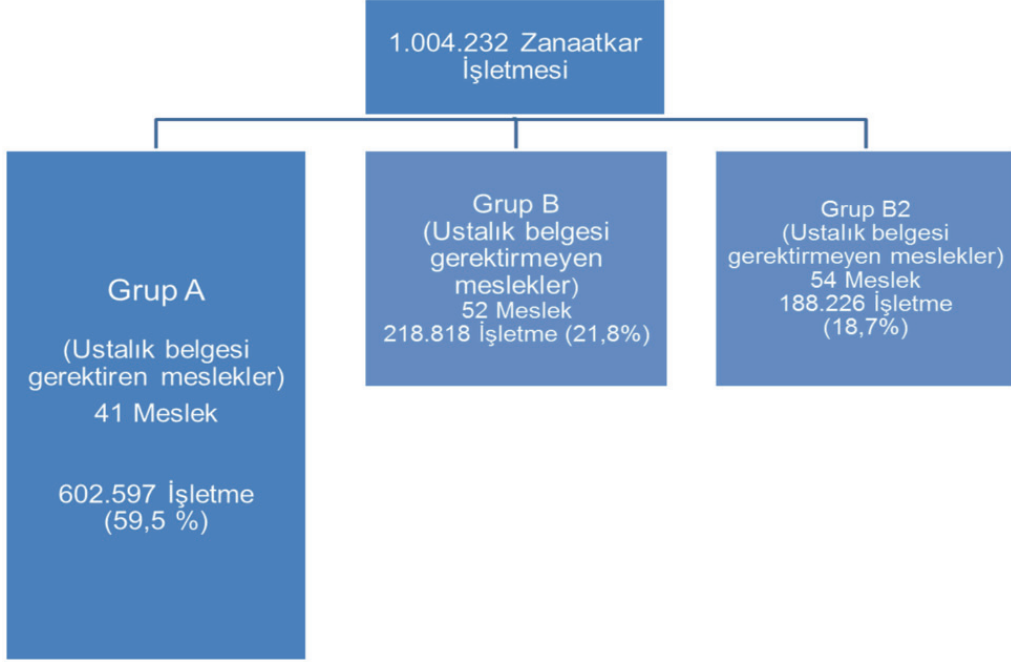 1.004.232 Zanaatkar
İşletmesi
Grup A
(Ustalık belgesi
gerektiren meslekler)
41 Meslek
602.597 İşletme
(59,5 %)
Grup B
(Ustalık belgesi
gerektirmeyen
meslekler)
52 Meslek
218.818 İşletme (21,8%)
Grup B2
(Ustalık belgesi
gerektirmeyen meslekler)
54 Meslek
188.226 İşletme
(18,7%)